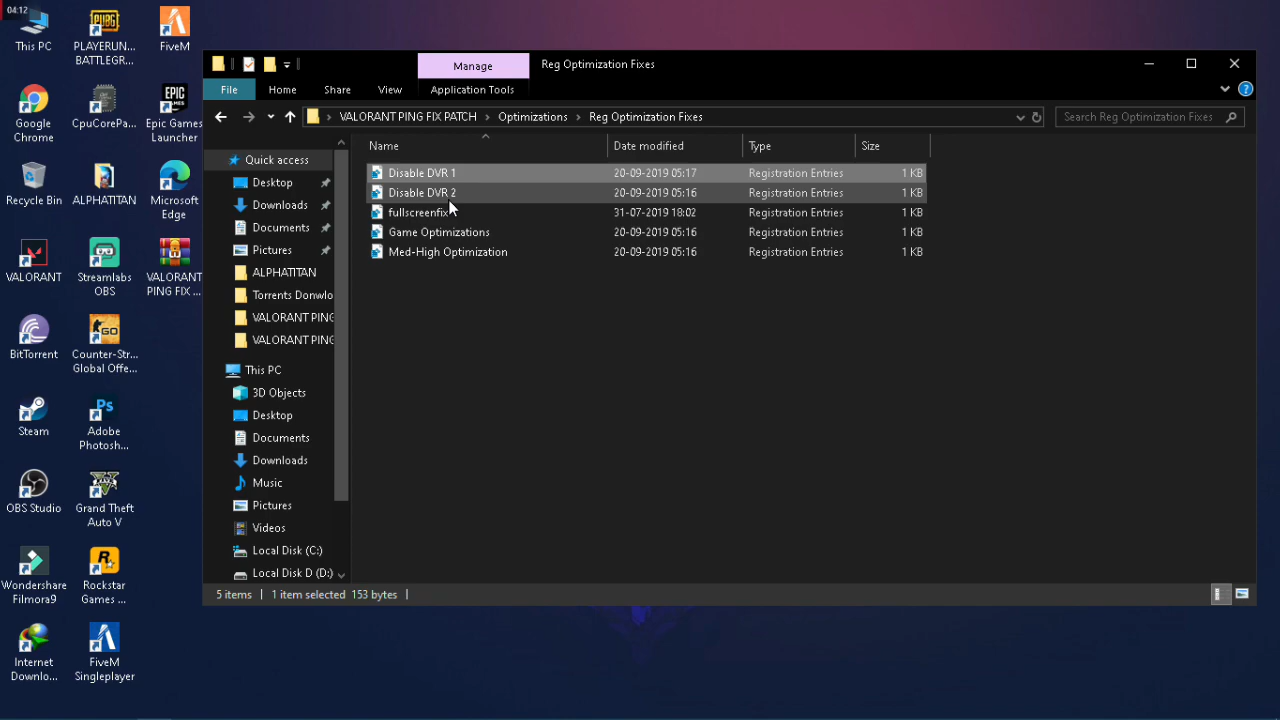 04:12
This PC
PLAYERUN...
BATTLEGR...
FiveM
Google
Chrome
CpuCorePa...
Epic Games
Launcher
Recycle Bin
ALPHATITAN
Microsoft
Edge
VALORANT
Streamlabs
OBS
VALORANT
PING FIX ...
BitTorrent
Counter-Str...
Global Offe...
Steam
Adobe
Photosh...
OBS Studio
Grand Theft
Auto V
Wondershare
Filmora9
Rockstar
Games ...
Internet
Downlo...
FiveM
Singleplayer
Manage
Reg Optimization Fixes
File
Home
Share
View
Application Tools
VALORANT PING FIX PATCH > Optimizations > Reg Optimization Fixes
Search Reg Optimization Fixes
Name
Date modified
Type
Size
Disable DVR 1 20-09-2019 05:17 Registration Entries 1 KB
Disable DVR 2 20-09-2019 05:16 Registration Entries 1 KB
fullscreenfix 31-07-2019 18:02 Registration Entries 1 KB
Game Optimizations 20-09-2019 05:16 Registration Entries 1 KB
Med-High Optimization 20-09-2019 05:16 Registration Entries 1 KB
Quick access
Desktop
Downloads
Documents
Pictures
ALPHATITAN
Torrents Donwlo
VALORANT PING
VALORANT PING
This PC
3D Objects
Desktop
Documents
Downloads
Music
Pictures
Videos
Local Disk (C:)
Local Disk D (D:)
5 items
1 item selected 153 bytes